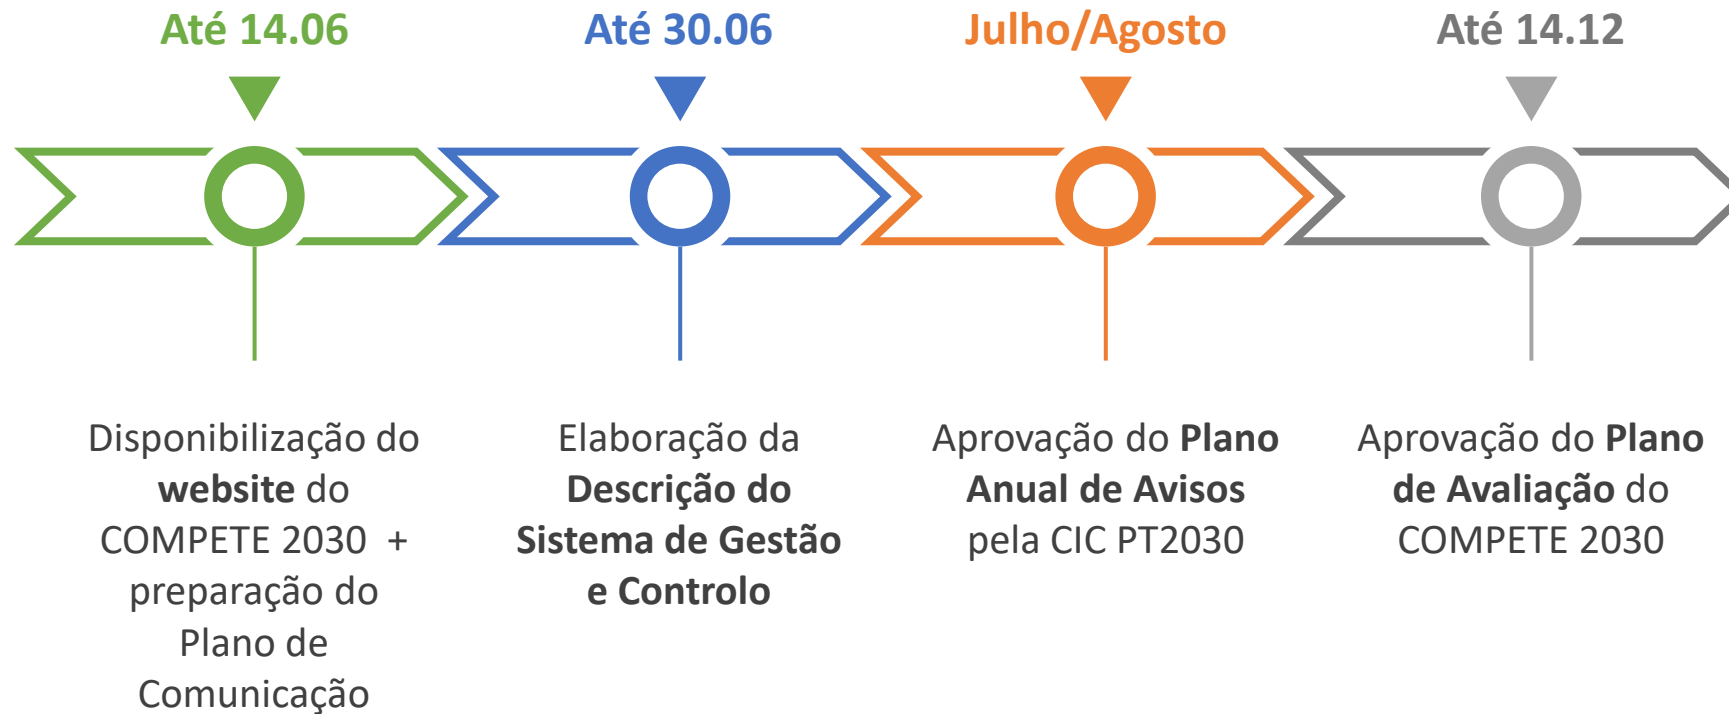 Até 14.06
Disponibilização do
website do
COMPETE 2030 +
preparação do
Plano de
Comunicação
Até 30.06
Elaboração da
Descrição do
Sistema de Gestão
e Controlo
Julho/Agosto
Aprovação do Plano
Anual de Avisos
pela CIC PT2030
Até 14.12
Aprovação do Plano
de Avaliação do
COMPETE 2030